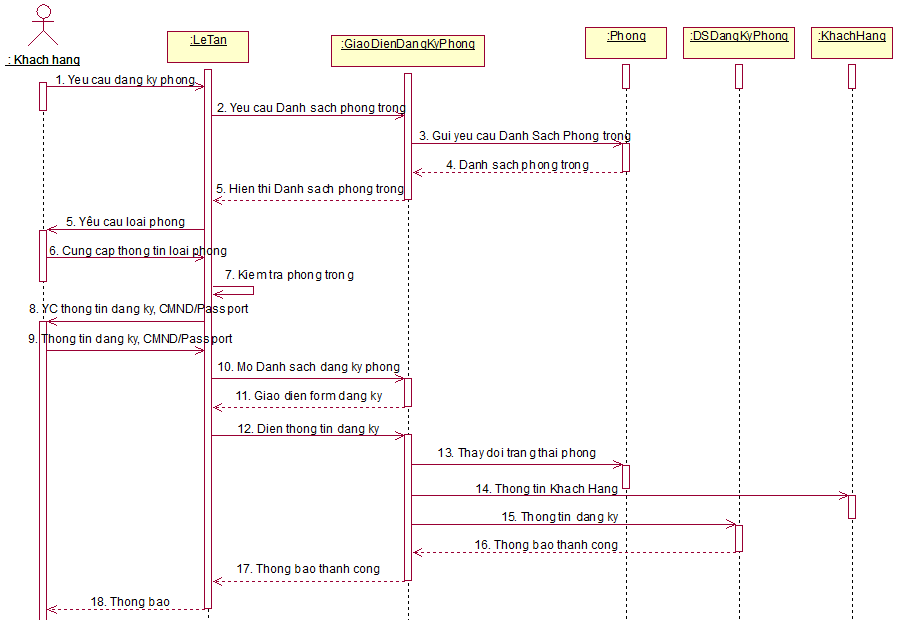 : Khach hang
:LeTan
:GiaoDienDangKyPhong
:Phong
:DSDangKyPhong
:KhachHang
1. Yeu cau dang ky phong
2. Yeu cau Danh sach phong trong
3. Gui yeu cau Danh Sach Phong trong
4. Danh sach phong trong
5. Hien thi Danh sach phong trong
5. Yêu cau loai phong
6. Cung cap thong tin loai phong
7. Kiem tra phong trong
8. YC thong tin dang ky, CMND/Passport
9. Thong tin dang ky, CMND/Passport
10. Mo Danh sach dang ky phong
11. Giao dien form dang ky
12. Dien thong tin dang ky
13. Thay doi trang thai phong
14. Thong tin Khach Hang
15. Thong tin dang ky
16. Thong bao thanh cong
17. Thong bao thanh cong
18. Thong bao